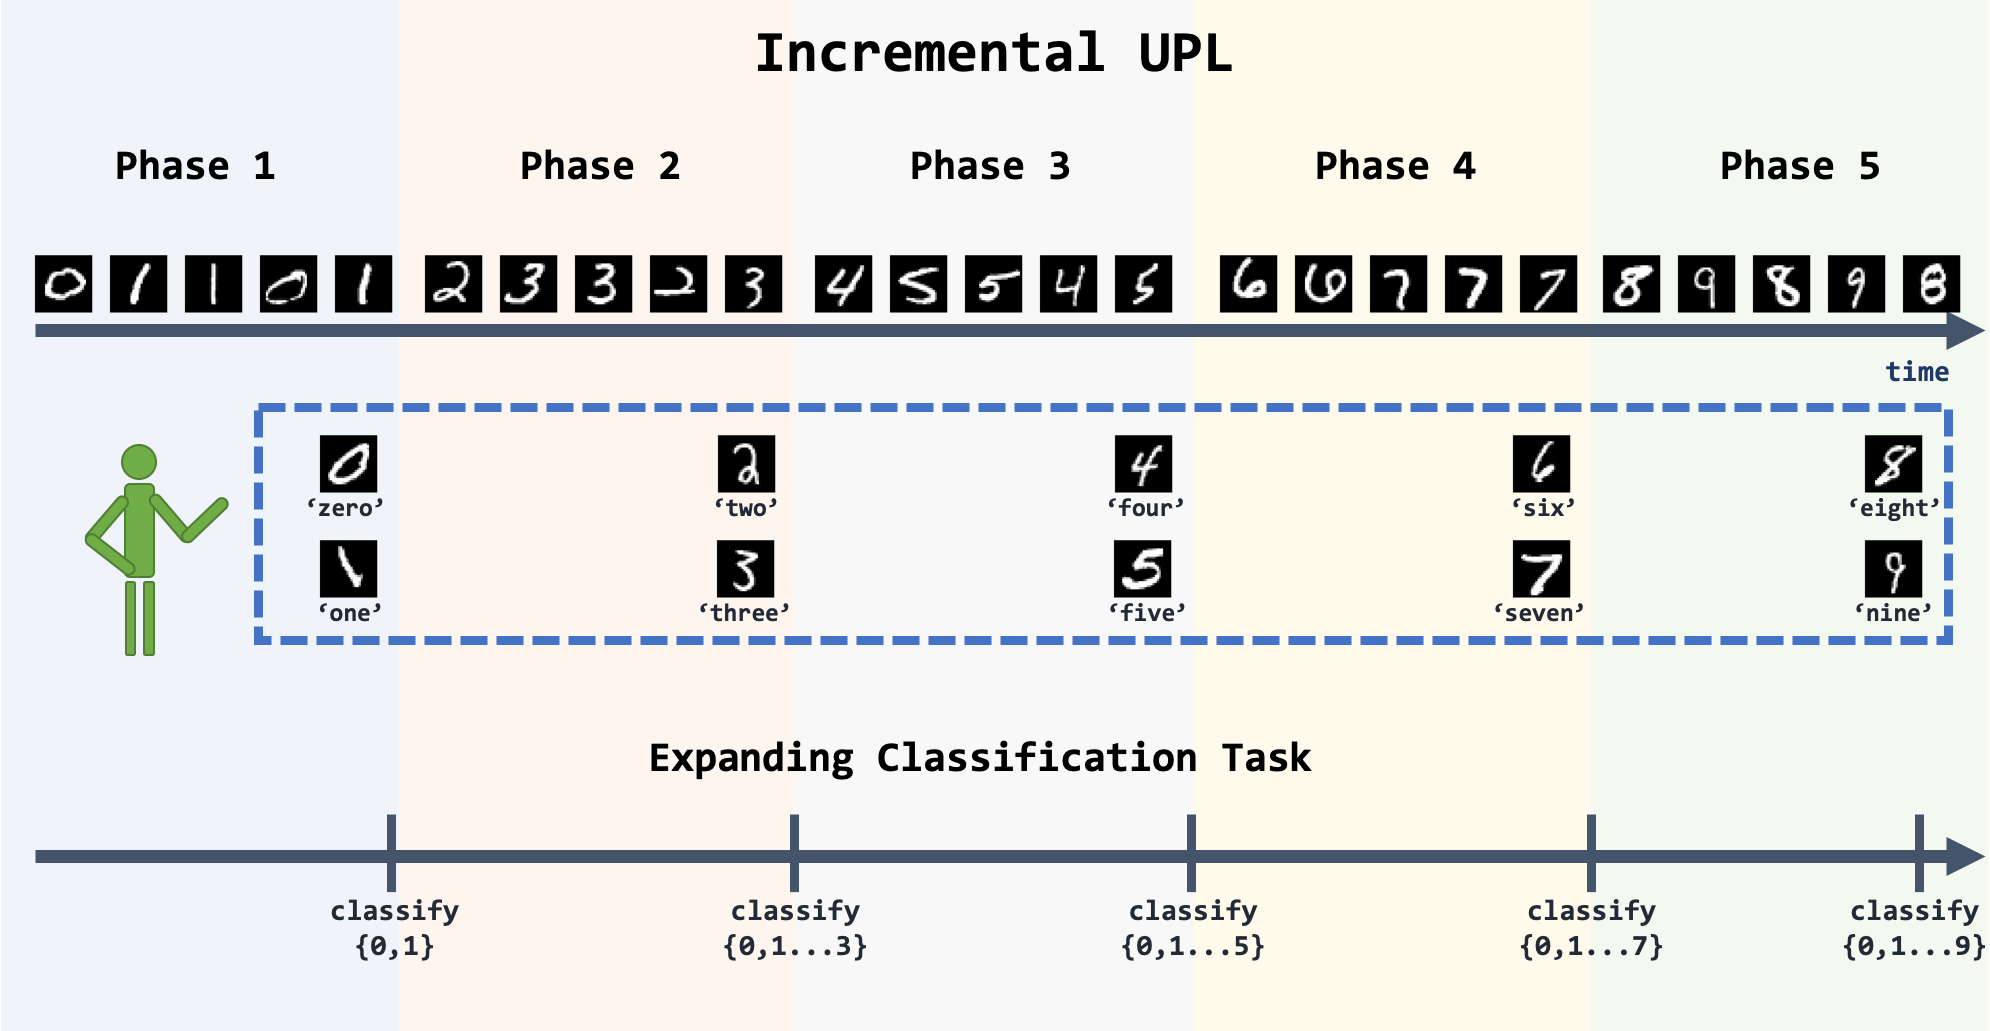 Incremental UPL
Phase 1 Phase 2 Phase 3 Phase 4 Phase 5
0 1 1 0 1 2 3 3 2 3 4 5 5 4 5 6 6 7 7 7 8 9 8 9 8
time
0 2 4 6 8
‘zero’ ‘two’ ‘four’ ‘six’ ‘eight’
1 3 5 7 9
‘one’ ‘three’ ‘five’ ‘seven’ ‘nine’
Expanding Classification Task
classify classify classify classify classify
{0,1} {0,1...3} {0,1...5} {0,1...7} {0,1...9}